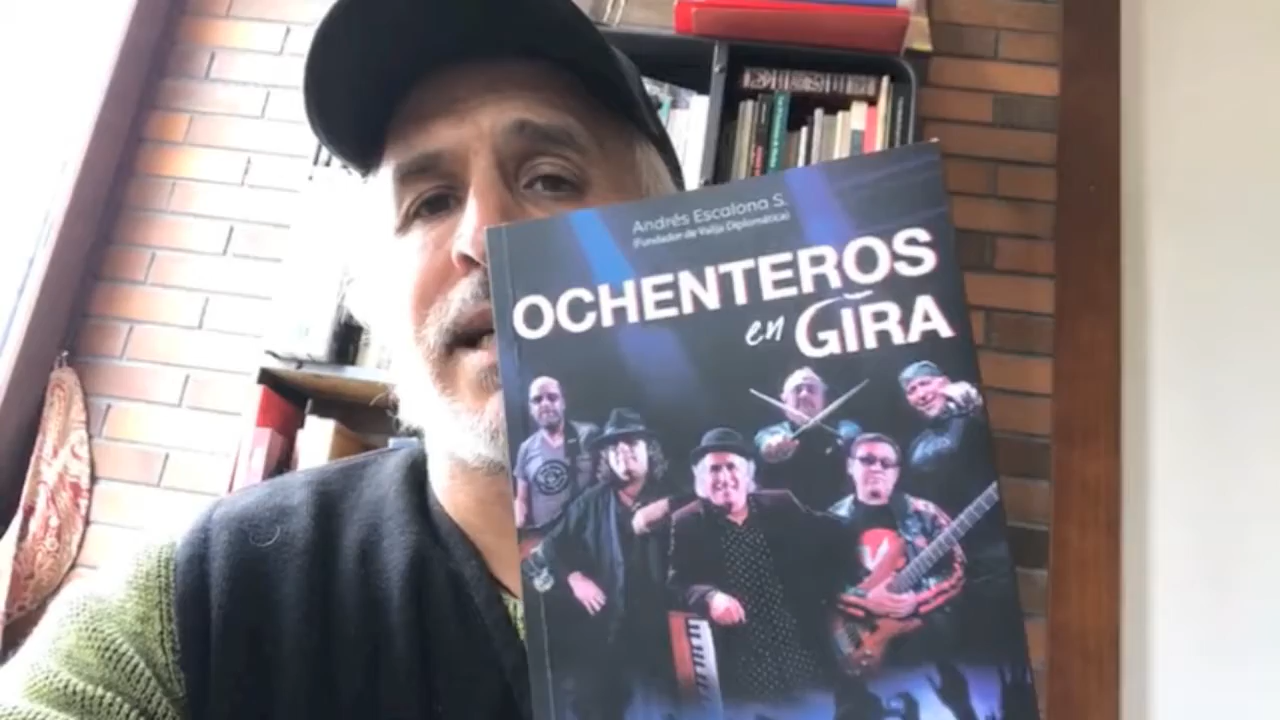 Andrés Escalona S.
(Fundador de Valija Diplomática)
OCHENTEROS
en GIRA